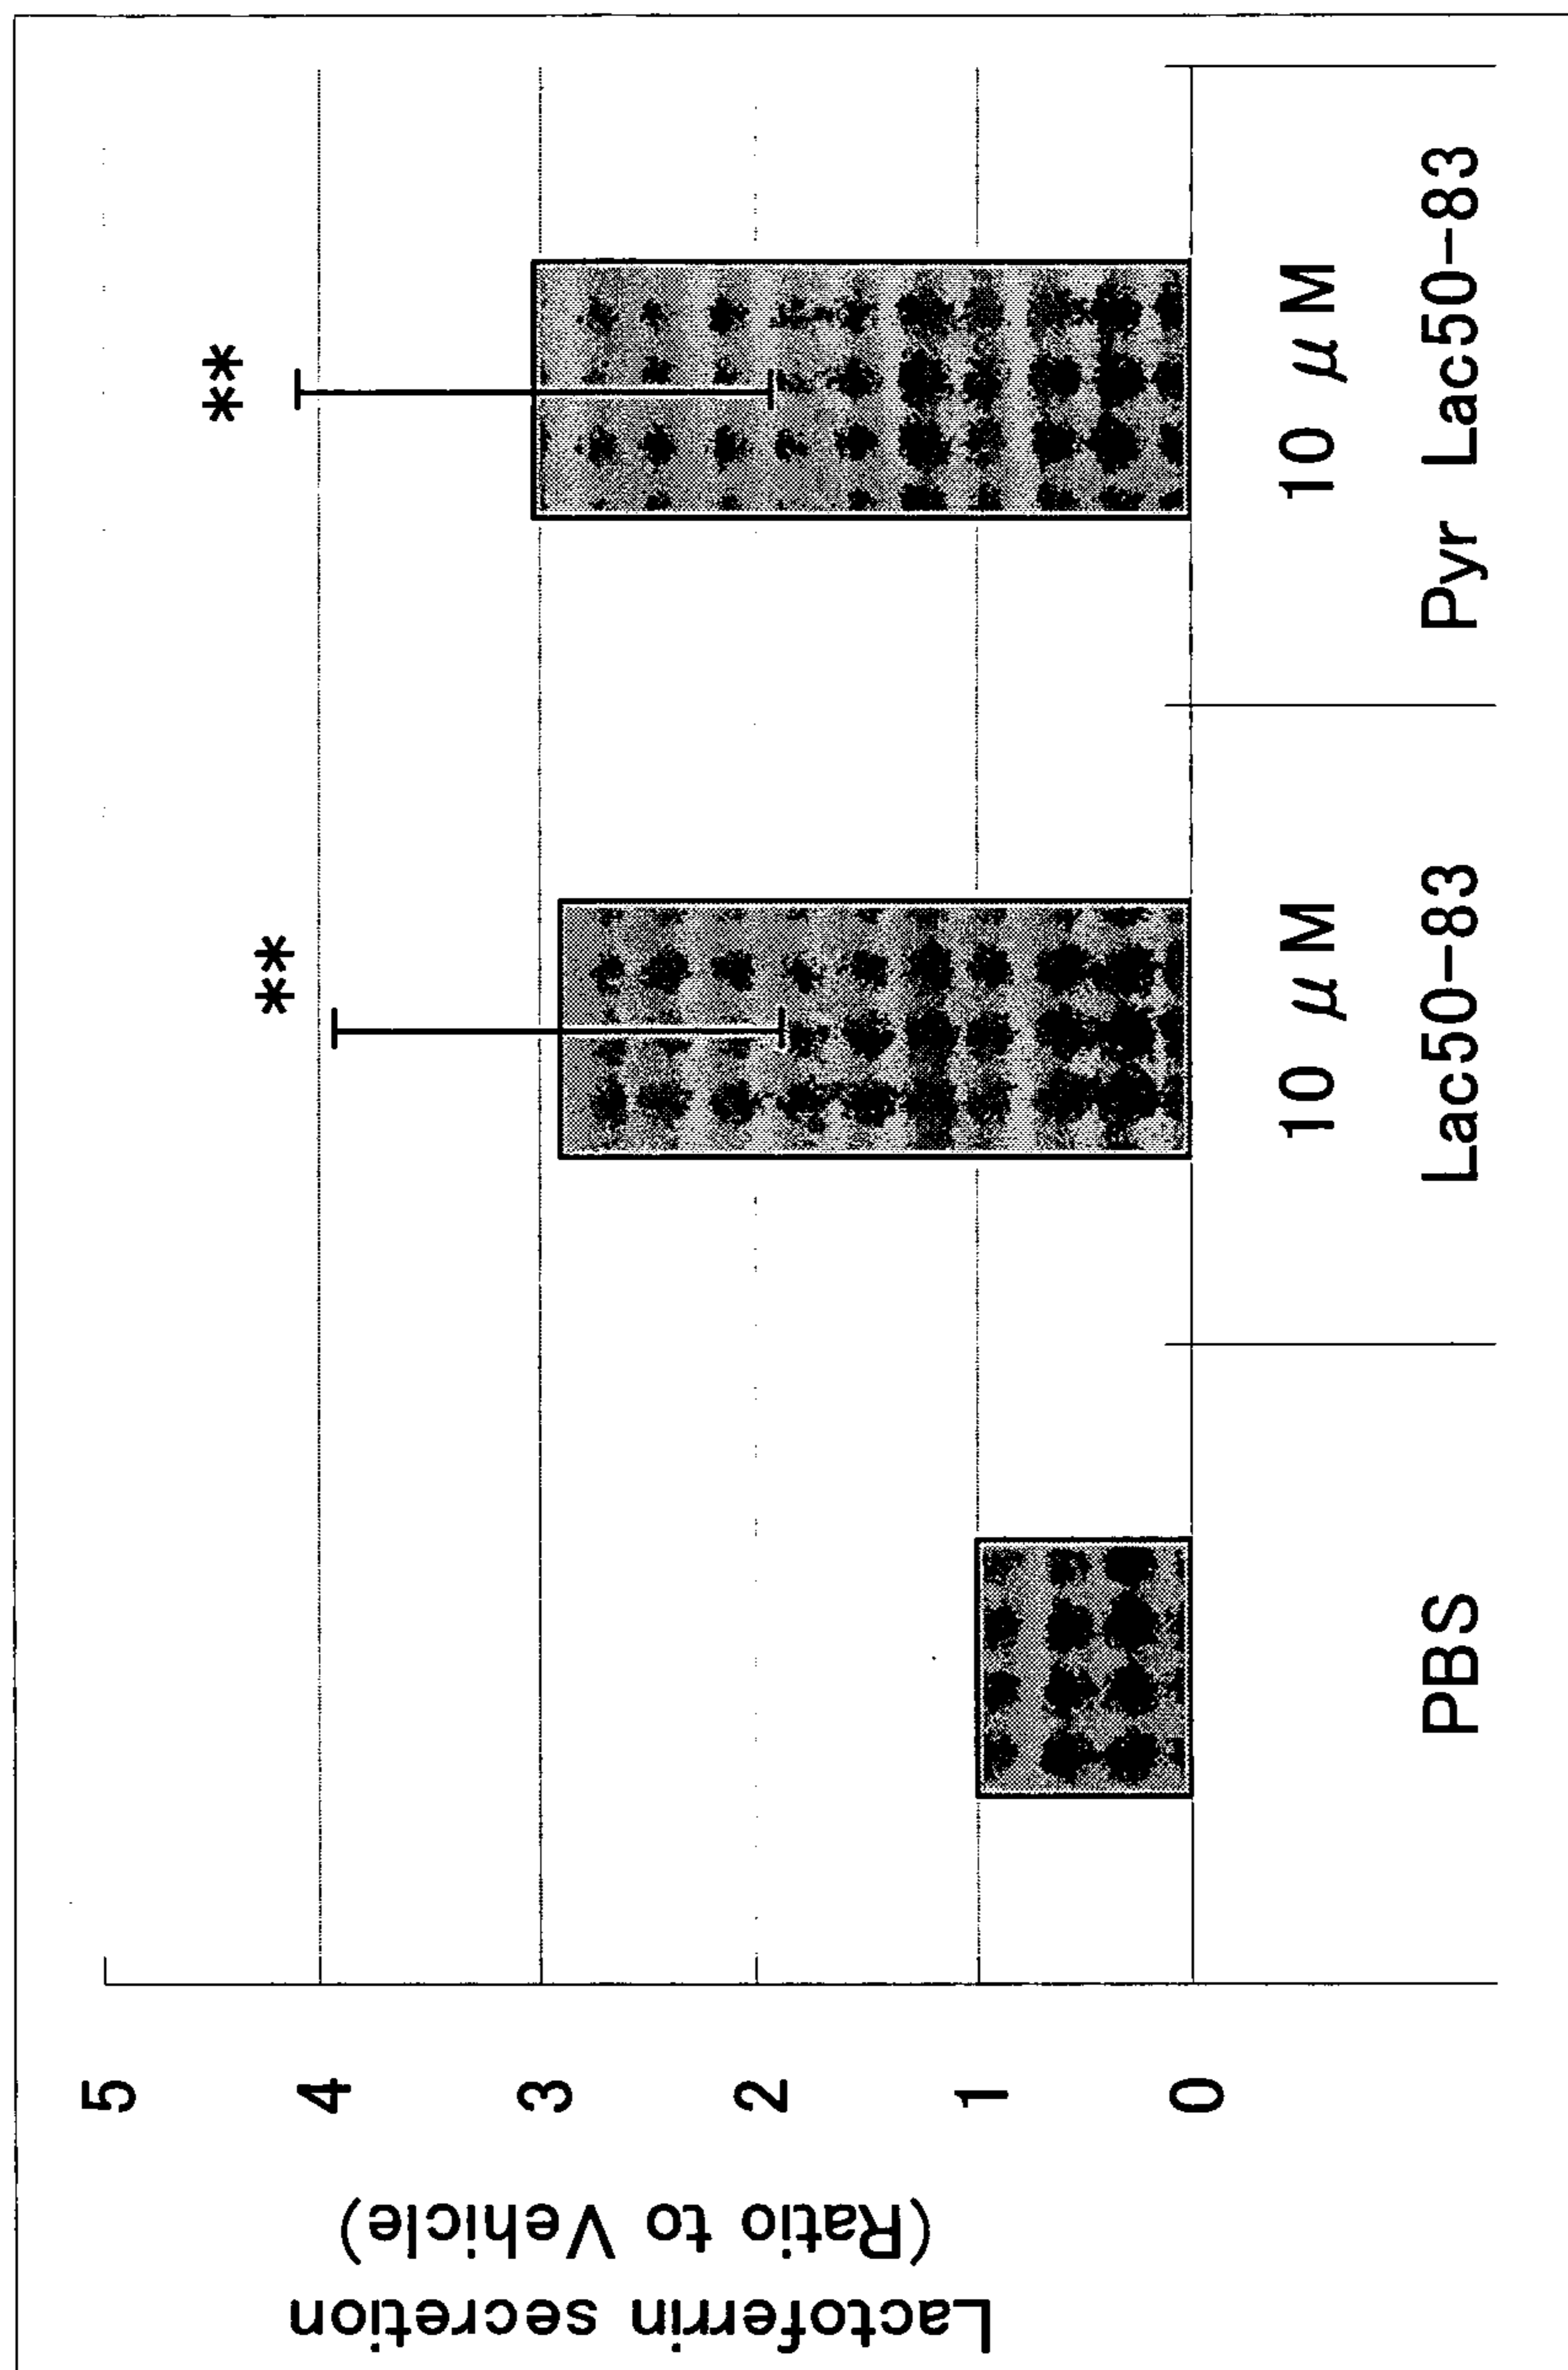 Lactoferrin secretion
(Ratio to Vehicle)
5
4
3
2
1
0
**
**
10 μM
10 μM
PBS
Lac50-83
Pyr Lac50-83